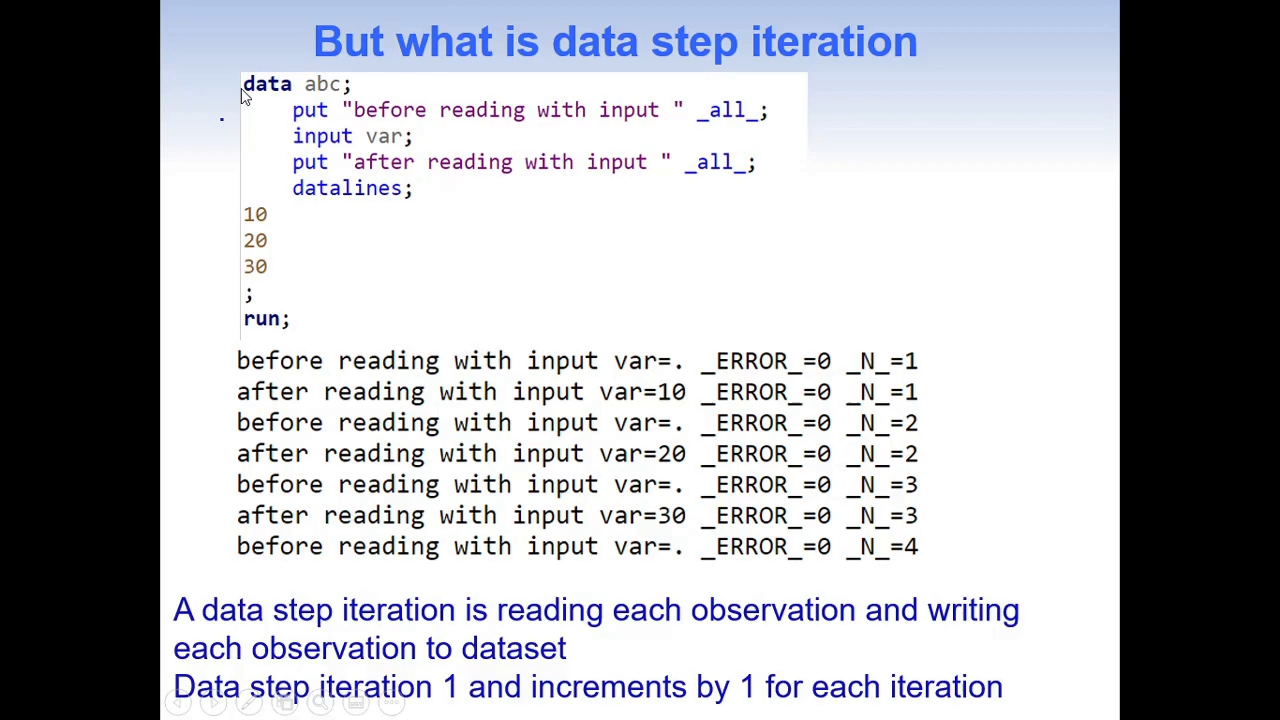 But what is data step iteration
data abc;
put "before reading with input " _all_;
input var;
put "after reading with input " _all_;
datalines;
10
20
30
;
run;
before reading with input var=. _ERROR_=0 _N_=1
after reading with input var=10 _ERROR_=0 _N_=1
before reading with input var=. _ERROR_=0 _N_=2
after reading with input var=20 _ERROR_=0 _N_=2
before reading with input var=. _ERROR_=0 _N_=3
after reading with input var=30 _ERROR_=0 _N_=3
before reading with input var=. _ERROR_=0 _N_=4
A data step iteration is reading each observation and writing
each observation to dataset
Data step iteration 1 and increments by 1 for each iteration